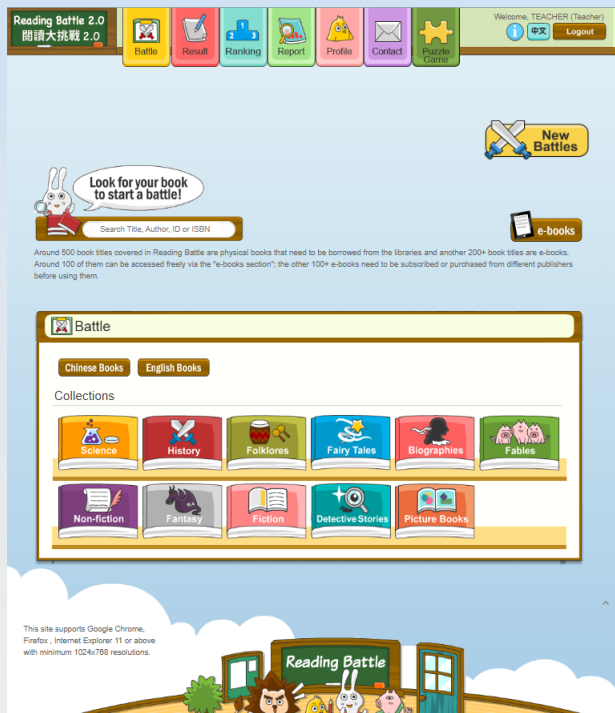 Reading Battle 2.0
閱讀大挑戰 2.0
Battle
Result
Ranking
Report
Profile
Contact
Puzzle
Game
Welcome, TEACHER (Teacher)
i
中文
Logout
New
Battles
Look for your book
to start a battle!
Search Title, Author, ID or ISBN
e-books
Around 500 book titles covered in Reading Battle are physical books that need to be borrowed from the libraries and another 200+ book titles are e-books.
Around 100 of them can be accessed freely via the "e-books section"; the other 100+ e-books need to be subscribed or purchased from different publishers
before using them.
Battle
Chinese Books
English Books
Collections
Science
History
Folklores
Fairy Tales
Biographies
Fables
Non-fiction
Fantasy
Fiction
Detective Stories
Picture Books
This site supports Google Chrome,
Firefox , Internet Explorer 11 or above
with minimum 1024x768 resolutions.
Reading Battle